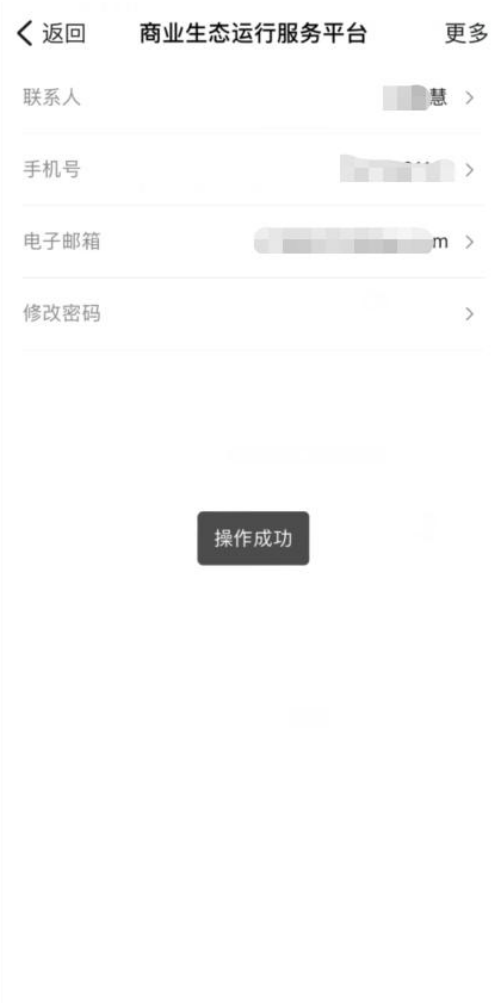 返回 商业生态运行服务平台 更多
联系人 慧
手机号
电子邮箱 m
修改密码
操作成功